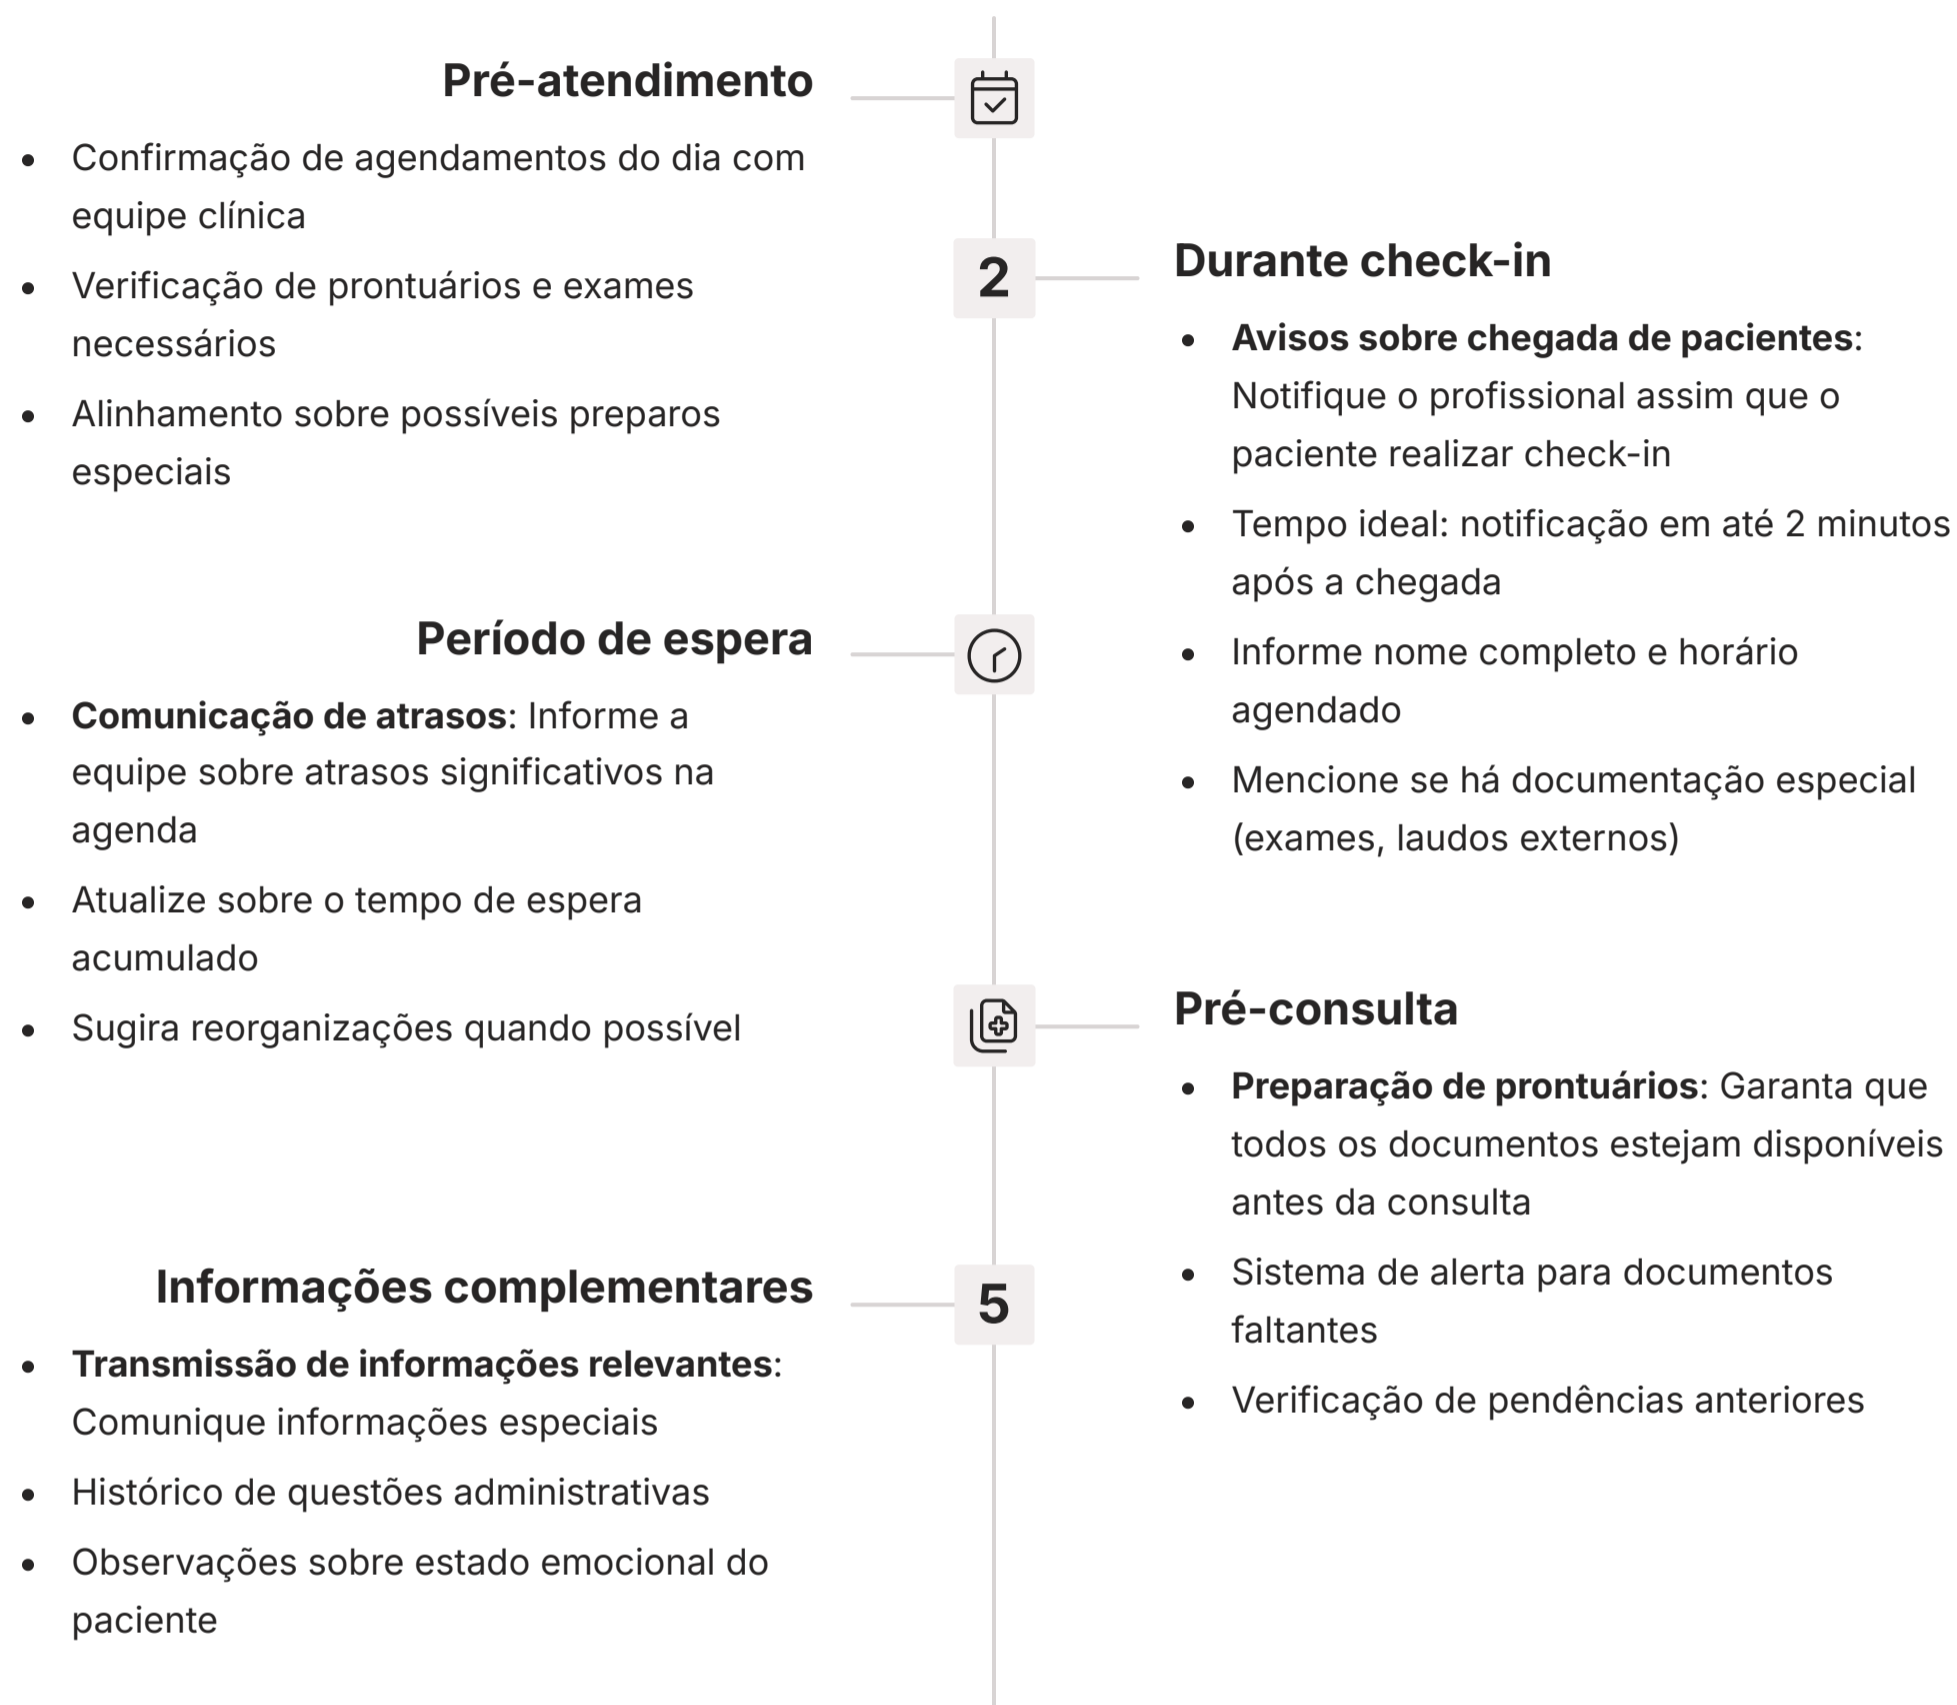 Pré-atendimento
• Confirmação de agendamentos do dia com
equipe clínica
• Verificação de prontuários e exames
necessários
• Alinhamento sobre possíveis preparos
especiais
2
Durante check-in
• Avisos sobre chegada de pacientes:
Notifique o profissional assim que o
paciente realizar check-in
• Tempo ideal: notificação em até 2 minutos
após a chegada
• Informe nome completo e horário
agendado
• Mencione se há documentação especial
(exames, laudos externos)
Período de espera
• Comunicação de atrasos: Informe a
equipe sobre atrasos significativos na
agenda
• Atualize sobre o tempo de espera
acumulado
• Sugira reorganizações quando possível
Pré-consulta
• Preparação de prontuários: Garanta que
todos os documentos estejam disponíveis
antes da consulta
• Sistema de alerta para documentos
faltantes
• Verificação de pendências anteriores
Informações complementares
5
• Transmissão de informações relevantes:
Comunique informações especiais
• Histórico de questões administrativas
• Observações sobre estado emocional do
paciente